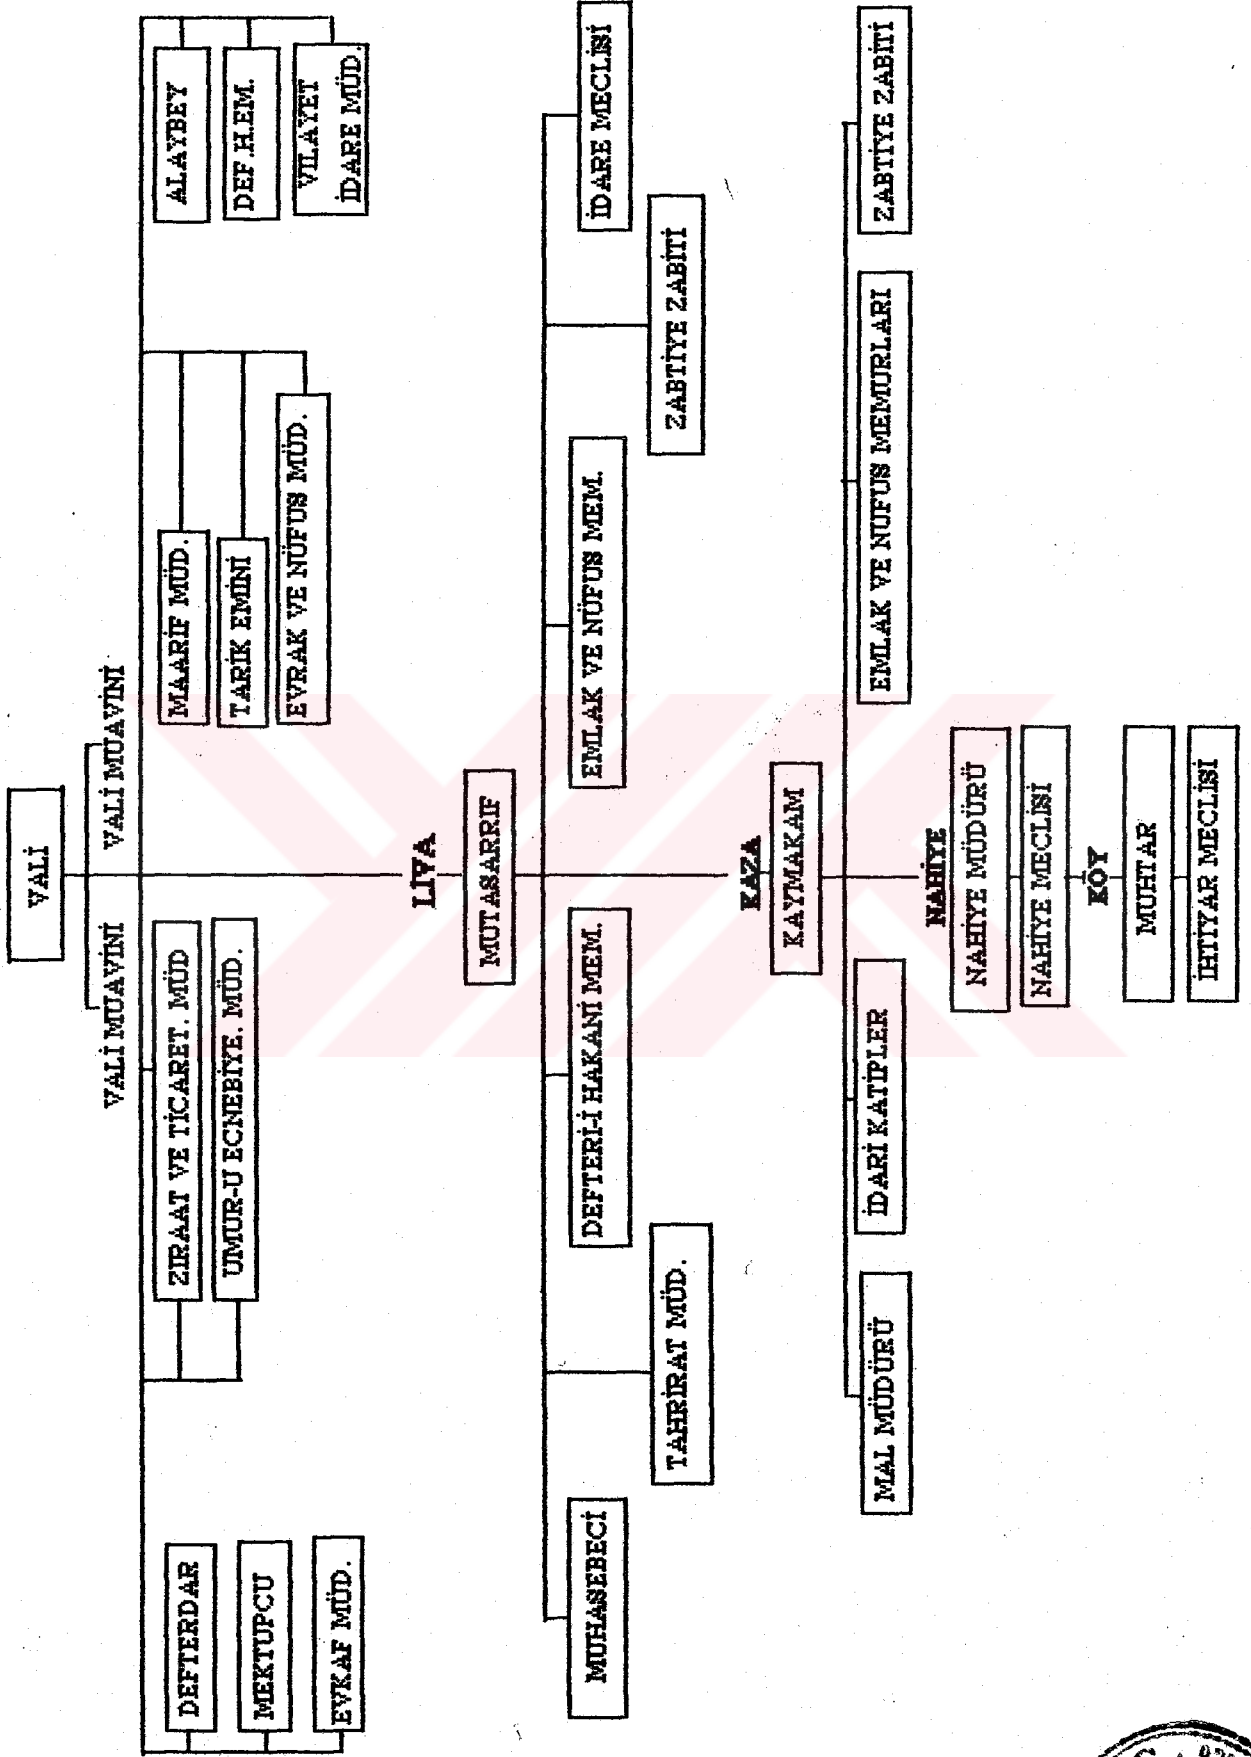 VALİ
VALİ MUAVİNİ
VALİ MUAVİNİ
DEFTERDAR
MEKTUPCU
EVKAF MÜD.
ZIRAAT VE TİCARET. MÜD
UMUR-U ECNEBİYE. MÜD.
MAARİF MÜD.
TARİK EMİNİ
EVRAK VE NÜFUS MÜD.
ALAYBEY
DEF.H.EM.
VILAYET
İDARE MÜD.
LİVA
MUTASARRIF
MUHASEBECİ
TAHRİRAT MÜD.
DEFTERİ-İ HAKANİ MEM.
EMLAK VE NÜFUS MEM.
ZABTİYE ZABİTİ
İDARE MECLİSİ
KAZA
KAYMAKAM
MAL MÜDÜRÜ
İDARİ KATİPLER
EMLAK VE NUFUS MEMURLARI
ZABTİYE ZABİTİ
NAHİYE
NAHİYE MÜDÜRÜ
NAHİYE MECLİSİ
KÖY
MUHTAR
İHTİYAR MECLİSİ